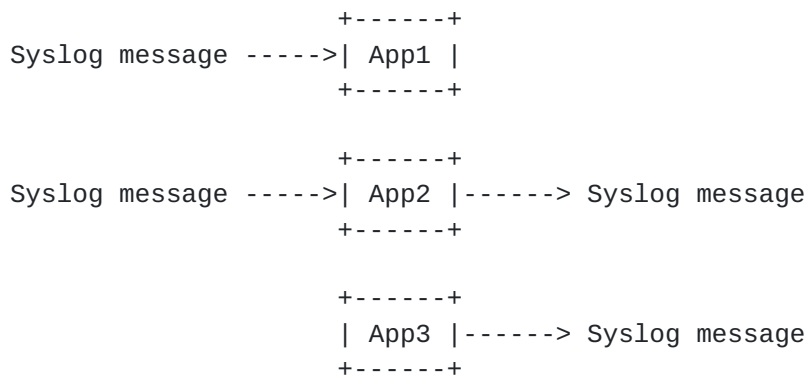 +------+
Syslog message ----->| App1 |
                     +------+

                     +------+
Syslog message ----->| App2 |------> Syslog message
                     +------+

                     +------+
                     | App3 |------> Syslog message
                     +------+